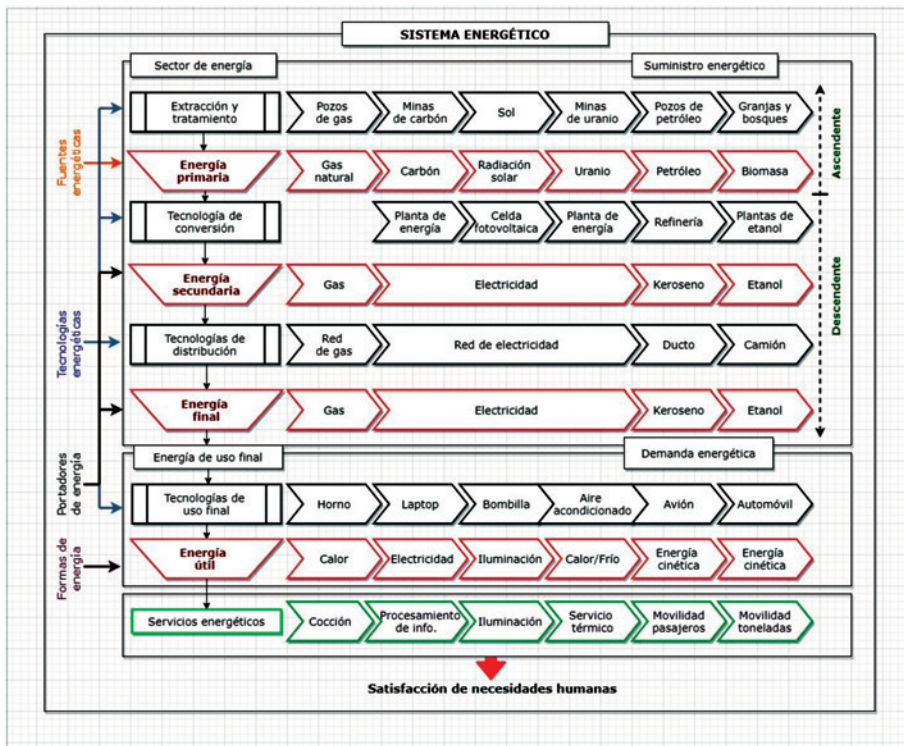 SISTEMA ENERGÉTICO
Sector de energía
Suministro energético
Extracción y
tratamiento
Pozos
de gas
Minas
de carbón
Sol
Minas
de uranio
Pozos de
petróleo
Granjas y
bosques
Energía
primaria
Gas
natural
Carbón
Radiación
solar
Uranio
Petróleo
Biomasa
Tecnología de
conversión
Planta de
energía
Celda
fotovoltaica
Planta de
energía
Refinería
Plantas de
etanol
Energía
secundaria
Gas
Electricidad
Keroseno
Etanol
Tecnologías de
distribución
Red
de gas
Red de electricidad
Ducto
Camión
Energía
final
Gas
Electricidad
Keroseno
Etanol
Energía de uso final
Demanda energética
Tecnologías de
uso final
Horno
Laptop
Bombilla
Aire
acondicionado
Avión
Automóvil
Energía
útil
Calor
Electricidad
Iluminación
Calor/Frío
Energía
cinética
Energía
cinética
Servicios energéticos
Cocción
Procesamiento
de info.
Iluminación
Servicio
térmico
Movilidad
pasajeros
Movilidad
toneladas
Satisfacción de necesidades humanas
Fuentes
energéticas
Tecnologías
energéticas
Portadores
de energía
Formas de
energía
Ascendente
Descendente